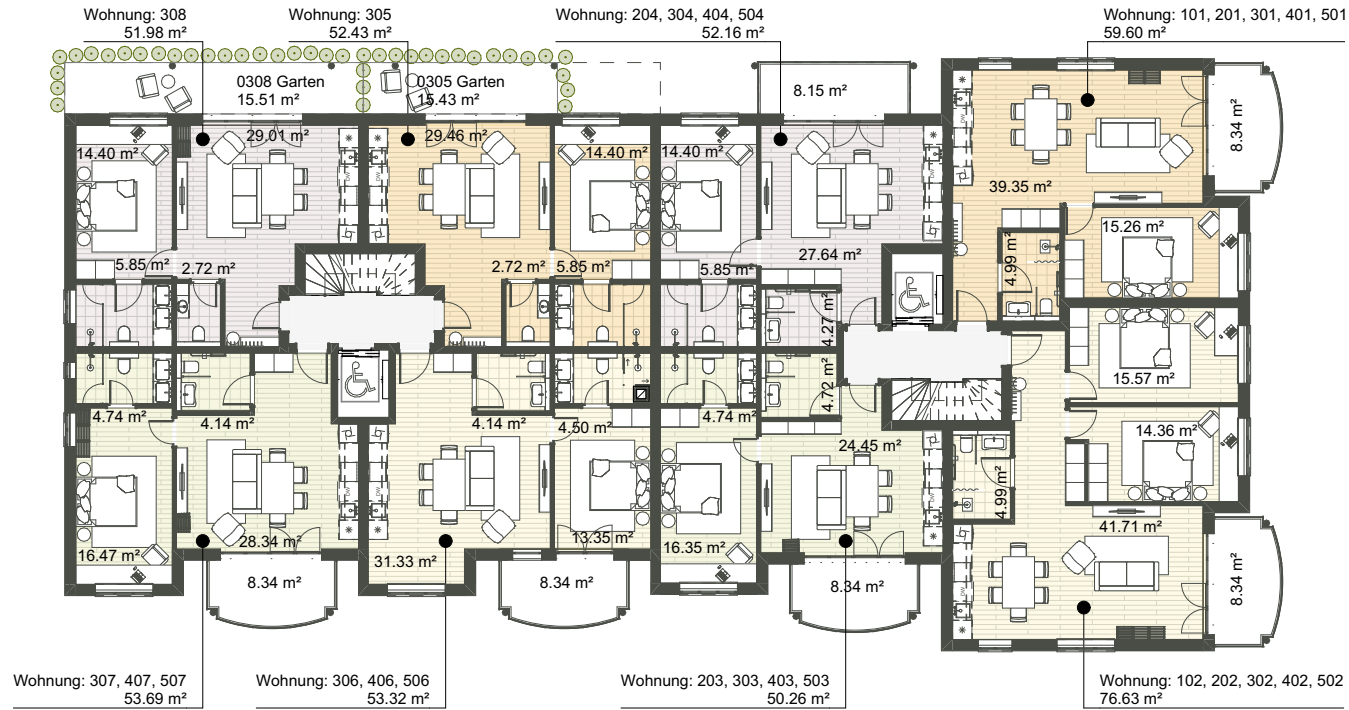 Wohnung: 308
51.98 m²
Wohnung: 305
52.43 m²
Wohnung: 204, 304, 404, 504
52.16 m²
Wohnung: 101, 201, 301, 401, 501
59.60 m²
0308 Garten
15.51 m²
0305 Garten
15.43 m²
8.15 m²
8.34 m²
29.01 m²
29.46 m²
14.40 m²
14.40 m²
14.40 m²
39.35 m²
15.26 m²
27.64 m²
4.99 m²
5.85 m²
2.72 m²
2.72 m²
5.85 m²
5.85 m²
4.27 m²
15.57 m²
4.72 m²
4.74 m²
4.14 m²
4.14 m²
4.50 m²
4.74 m²
24.45 m²
14.36 m²
4.99 m²
41.71 m²
16.47 m²
28.34 m²
31.33 m²
13.35 m²
16.35 m²
8.34 m²
8.34 m²
8.34 m²
8.34 m²
DW
DW
DW
DW
DW
DW
DW
DW
Wohnung: 307, 407, 507
53.69 m²
Wohnung: 306, 406, 506
53.32 m²
Wohnung: 203, 303, 403, 503
50.26 m²
Wohnung: 102, 202, 302, 402, 502
76.63 m²